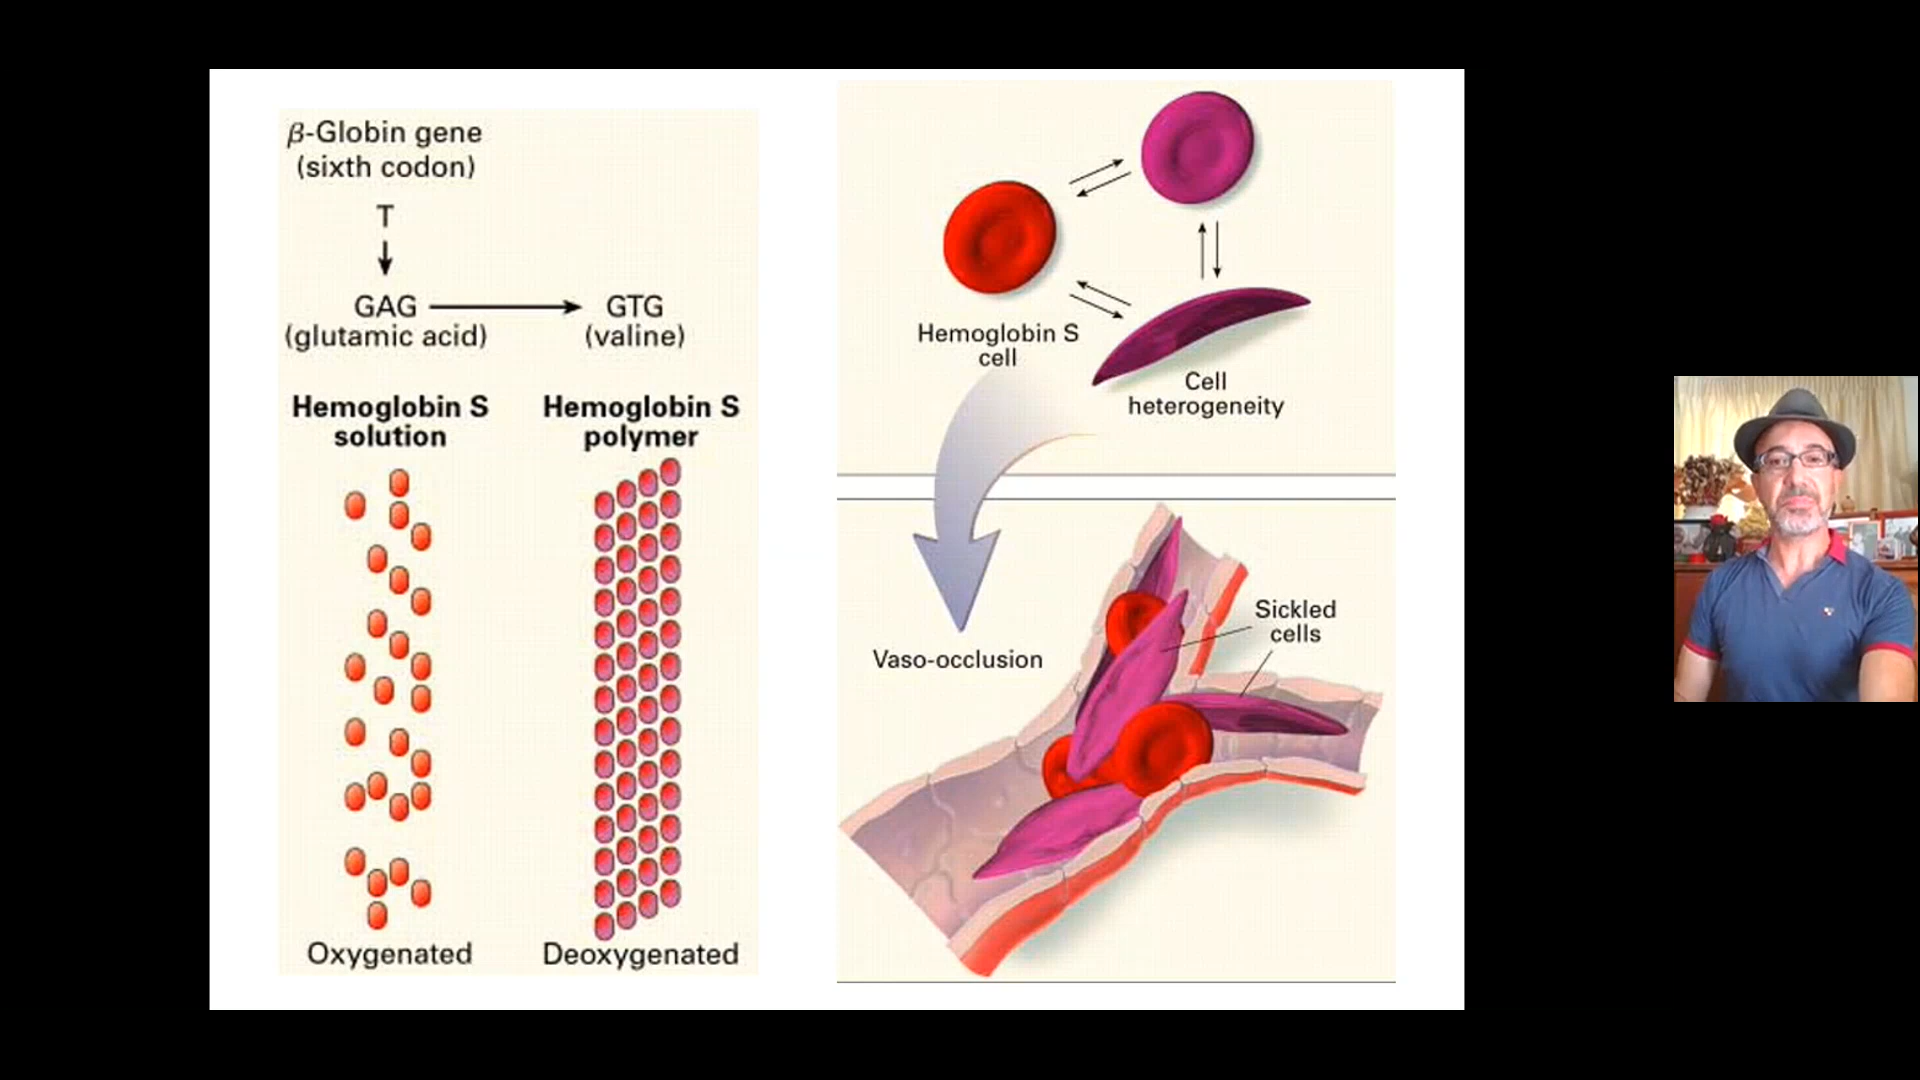 β-Globin gene
(sixth codon)
T
GAG
GTG
(glutamic acid)
(valine)
Hemoglobin S
solution
Hemoglobin S
polymer
Oxygenated
Deoxygenated
Hemoglobin S
cell
Cell
heterogeneity
Vaso-occlusion
Sickled
cells